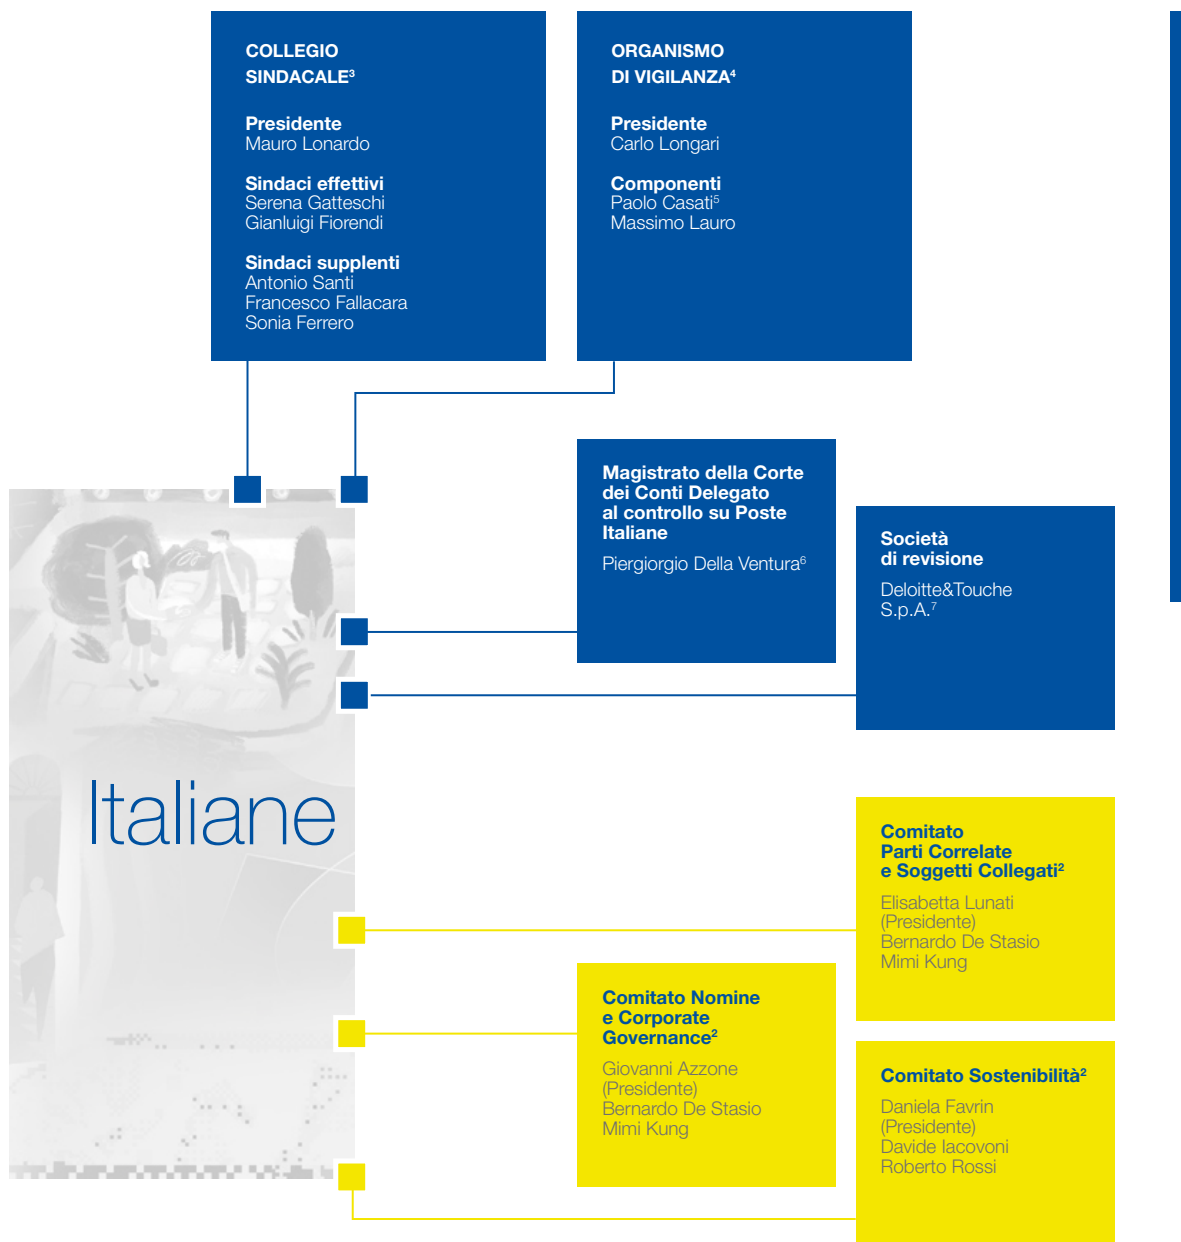 COLLEGIO
SINDACALE³
Presidente
Mauro Lonardo
Sindaci effettivi
Serena Gatteschi
Gianluigi Fiorendi
Sindaci supplenti
Antonio Santi
Francesco Fallacara
Sonia Ferrero
ORGANISMO
DI VIGILANZA⁴
Presidente
Carlo Longari
Componenti
Paolo Casati⁵
Massimo Lauro
Magistrato della Corte
dei Conti Delegato
al controllo su Poste
Italiane
Piergiorgio Della Ventura⁶
Società
di revisione
Deloitte&Touche
S.p.A.⁷
Italiane
Comitato
Parti Correlate
e Soggetti Collegati²
Elisabetta Lunati
(Presidente)
Bernardo De Stasio
Mimi Kung
Comitato Nomine
e Corporate
Governance²
Giovanni Azzone
(Presidente)
Bernardo De Stasio
Mimi Kung
Comitato Sostenibilità²
Daniela Favrin
(Presidente)
Davide Iacovoni
Roberto Rossi